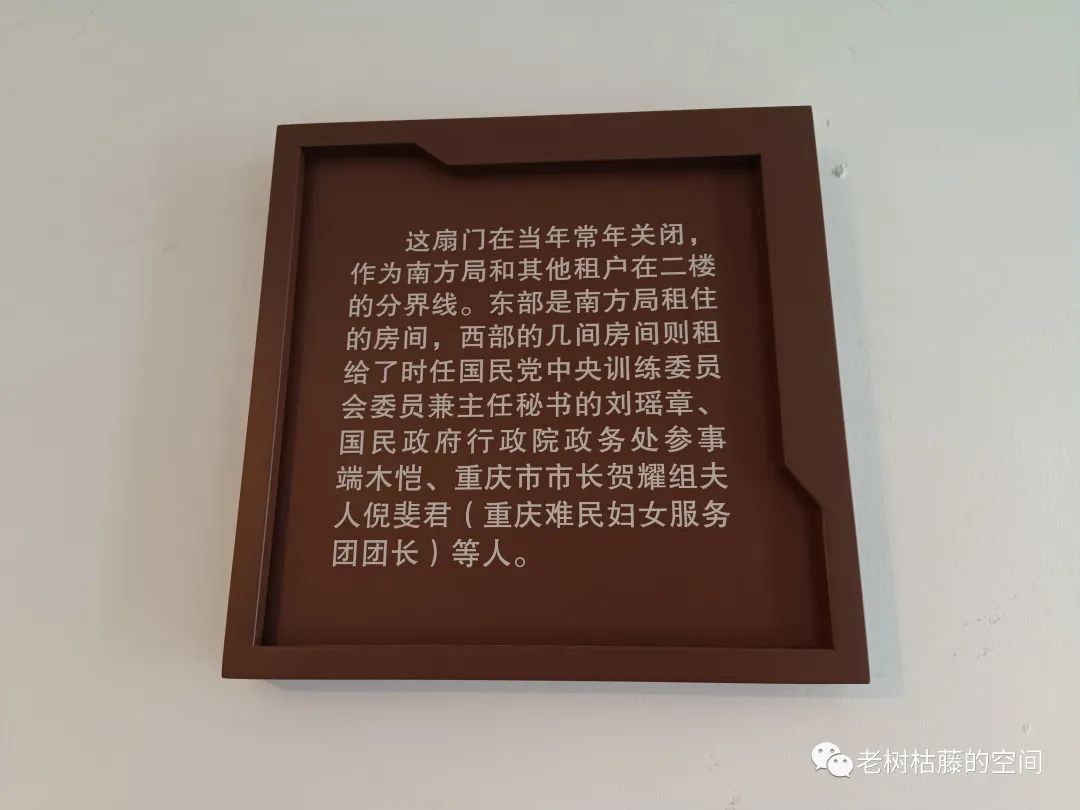 这扇门在当年常年关闭，
作为南方局和其他租户在二楼
的分界线。东部是南方局租住
的房间，西部的几间房间则租
给了时任国民党中央训练委员
会委员兼主任秘书的刘瑶章、
国民政府行政院政务处参事
端木恺、重庆市市长贺耀组夫
人倪斐君（重庆难民妇女服务
团团长）等人。
老树枯藤的空间